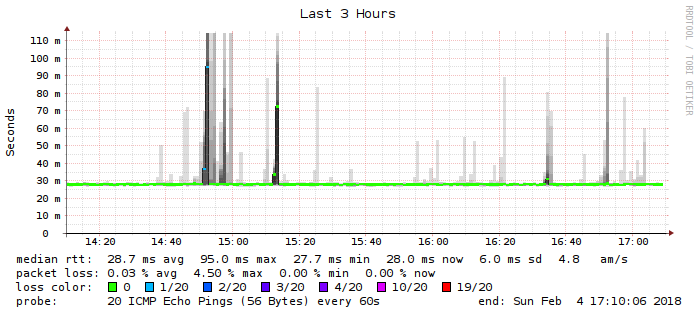 Last 3 Hours
RRDTOOL / TOBI OETIKER
Seconds
110 m
100 m
90 m
80 m
70 m
60 m
50 m
40 m
30 m
20 m
10 m
0
14:20 14:40 15:00 15:20 15:40 16:00 16:20 16:40 17:00
median rtt: 28.7 ms avg 95.0 ms max 27.7 ms min 28.0 ms now 6.0 ms sd 4.8 am/s
packet loss: 0.03 % avg 4.50 % max 0.00 % min 0.00 % now
loss color: 0 1/20 2/20 3/20 4/20 10/20 19/20
probe: 20 ICMP Echo Pings (56 Bytes) every 60s end: Sun Feb 4 17:10:06 2018